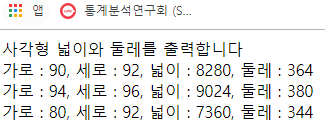 앱 통계분석연구회 (S...
사각형 넓이와 둘레를 출력합니다
가로 : 90, 세로 : 92, 넓이 : 8280, 둘레 : 364
가로 : 94, 세로 : 96, 넓이 : 9024, 둘레 : 380
가로 : 80, 세로 : 92, 넓이 : 7360, 둘레 : 344